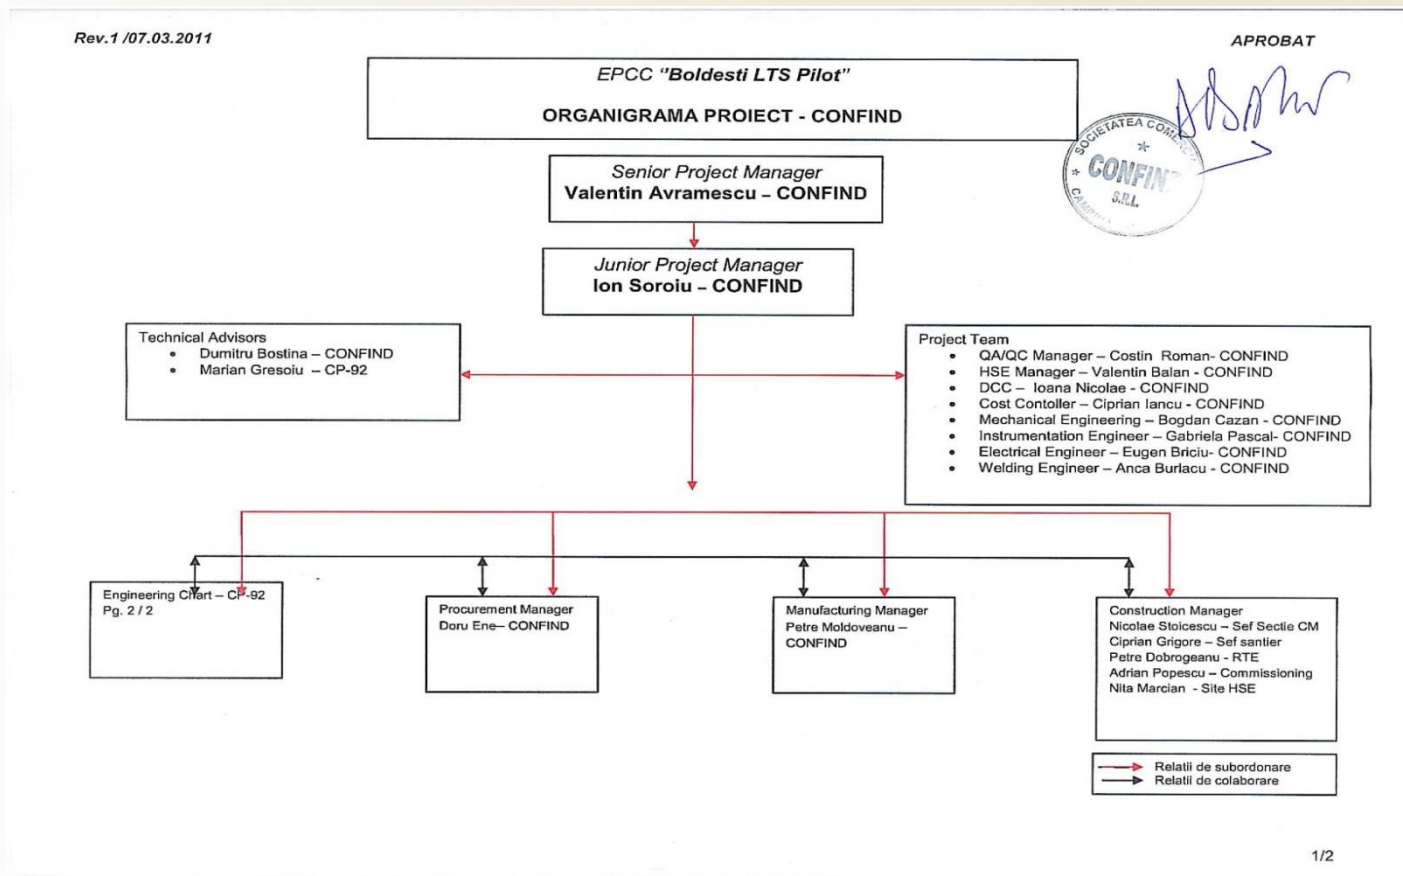 Rev.1 /07.03.2011
APROBAT
EPCC "Boldesti LTS Pilot"
ORGANIGRAMA PROIECT - CONFIND
SOCIETATEA
CONFIND
S.R.L.
Senior Project Manager
Valentin Avramescu – CONFIND
Junior Project Manager
Ion Soroiu – CONFIND
Technical Advisors
• Dumitru Bostina – CONFIND
• Marian Gresoiu – CP-92
Project Team
• QA/QC Manager – Costin Roman- CONFIND
• HSE Manager – Valentin Balan - CONFIND
• DCC – Ioana Nicolae - CONFIND
• Cost Contoller – Ciprian Iancu - CONFIND
• Mechanical Engineering – Bogdan Cazan - CONFIND
• Instrumentation Engineer – Gabriela Pascal- CONFIND
• Electrical Engineer – Eugen Briciu- CONFIND
• Welding Engineer – Anca Burlacu - CONFIND
Engineering Chart – CP-92
Pg. 2 / 2
Procurement Manager
Doru Ene– CONFIND
Manufacturing Manager
Petre Moldoveanu –
CONFIND
Construction Manager
Nicolae Stoicescu – Sef Sectie CM
Ciprian Grigore – Sef santier
Petre Dobrogeanu - RTE
Adrian Popescu – Commissioning
Nita Marcian - Site HSE
Relatii de subordonare
Relatii de colaborare
1/2